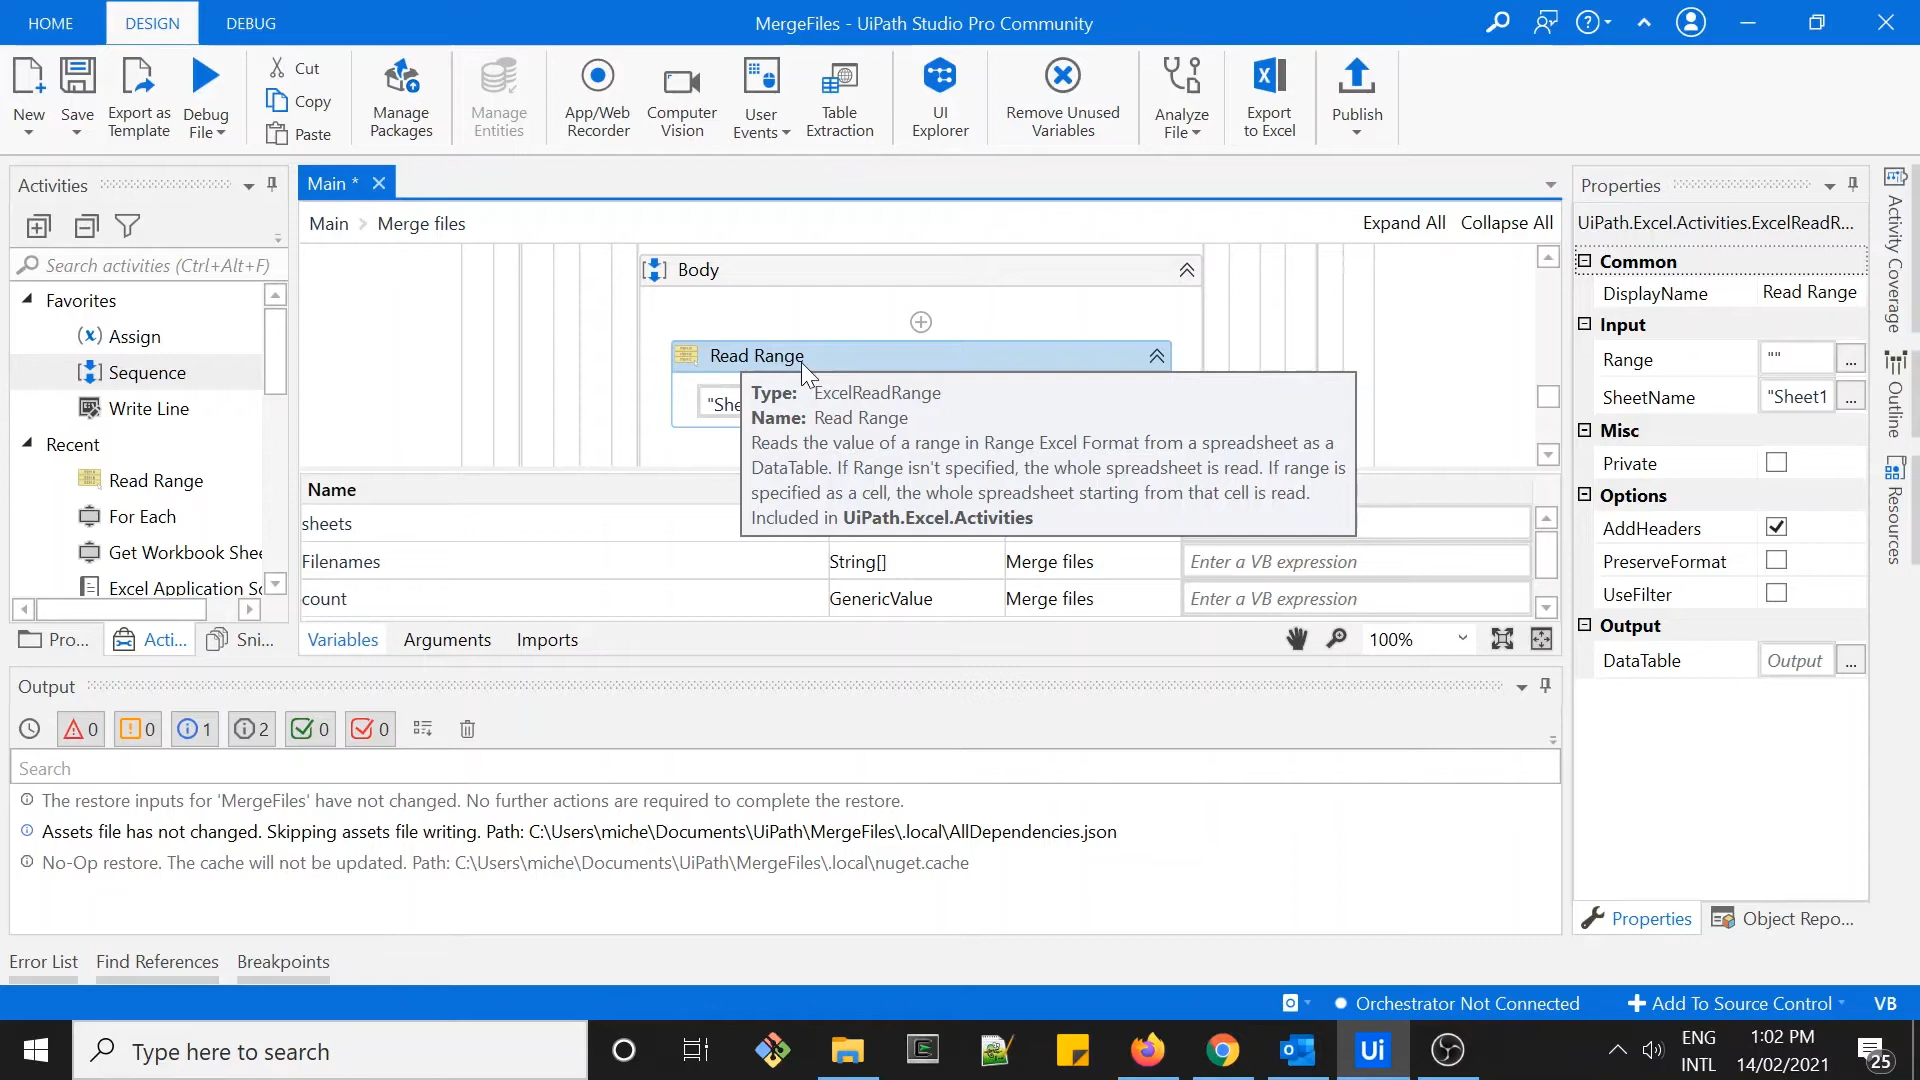 HOME
DESIGN
DEBUG
MergeFiles - UiPath Studio Pro Community
New
Save
Export as
Template
Debug
File
Cut
Copy
Paste
Manage
Packages
Manage
Entities
App/Web
Recorder
Computer
Vision
User
Events
Table
Extraction
UI
Explorer
Remove Unused
Variables
Analyze
File
Export
to Excel
Publish
Activities
Search activities (Ctrl+Alt+F)
Favorites
Assign
Sequence
Write Line
Recent
Read Range
For Each
Get Workbook Shee
Excel Application Sc
Pro...
Acti...
Sni...
Main *
Main
Merge files
Expand All
Collapse All
Body
Read Range
"She
Type: ExcelReadRange
Name: Read Range
Reads the value of a range in Range Excel Format from a spreadsheet as a
DataTable. If Range isn't specified, the whole spreadsheet is read. If range is
specified as a cell, the whole spreadsheet starting from that cell is read.
Included in UiPath.Excel.Activities
Name
sheets
Filenames String[] Merge files Enter a VB expression
count GenericValue Merge files Enter a VB expression
Variables
Arguments
Imports
100%
Properties
UiPath.Excel.Activities.ExcelReadR...
Common
DisplayName Read Range
Input
Range "" ...
SheetName "Sheet1 ...
Misc
Private
Options
AddHeaders
PreserveFormat
UseFilter
Output
DataTable Output ...
Properties
Object Repo...
Activity Coverage
Outline
Resources
Output
0
0
1
2
0
0
Search
The restore inputs for 'MergeFiles' have not changed. No further actions are required to complete the restore.
Assets file has not changed. Skipping assets file writing. Path: C:\Users\miche\Documents\UiPath\MergeFiles\.local\AllDependencies.json
No-Op restore. The cache will not be updated. Path: C:\Users\miche\Documents\UiPath\MergeFiles\.local\nuget.cache
Error List
Find References
Breakpoints
Orchestrator Not Connected
Add To Source Control
VB
Type here to search
Ui
ENG
INTL
1:02 PM
14/02/2021
25